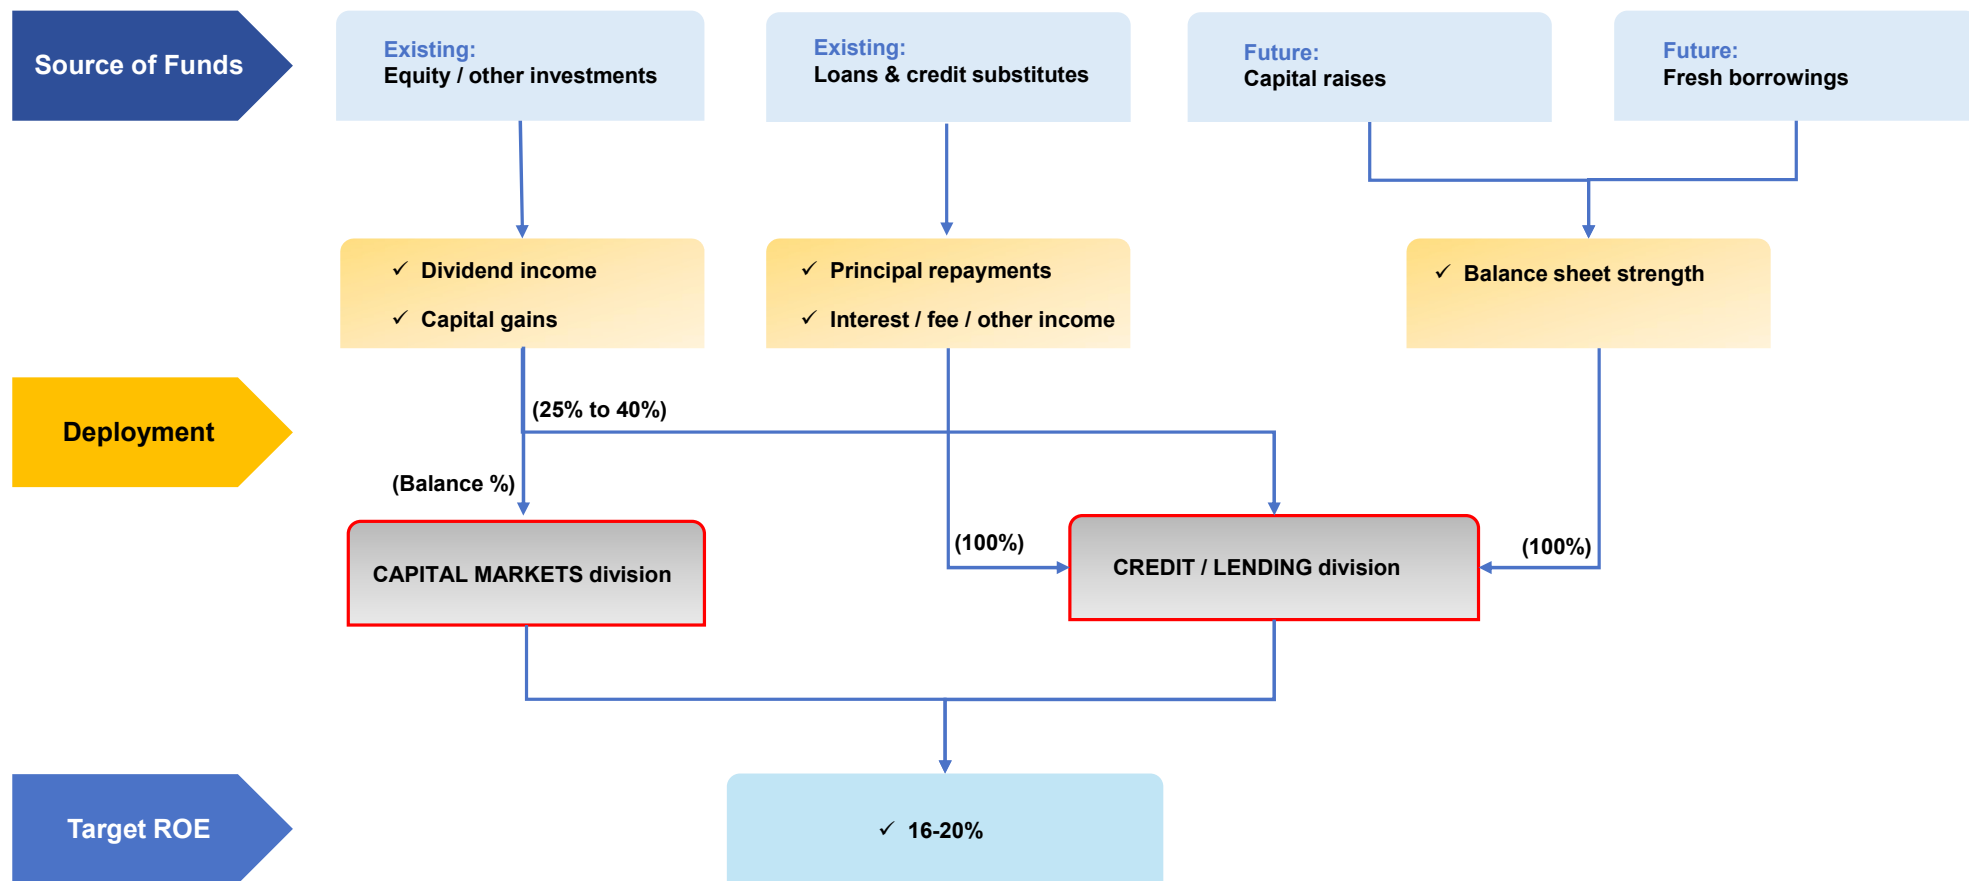 Source of Funds
Existing:
Equity / other investments
Existing:
Loans & credit substitutes
Future:
Capital raises
Future:
Fresh borrowings
✓ Dividend income
✓ Capital gains
✓ Principal repayments
✓ Interest / fee / other income
✓ Balance sheet strength
Deployment
(25% to 40%)
(Balance %)
(100%)
(100%)
CAPITAL MARKETS division
CREDIT / LENDING division
Target ROE
✓ 16-20%